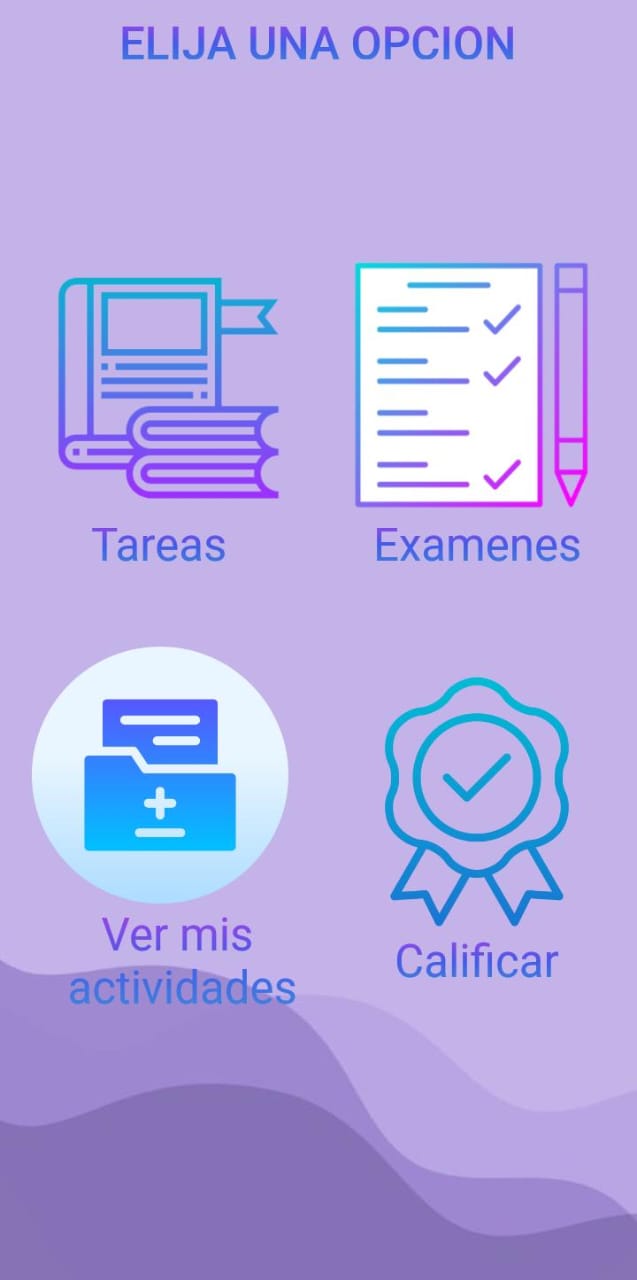 ELIJA UNA OPCION
Tareas
Examenes
Ver mis
actividades
Calificar